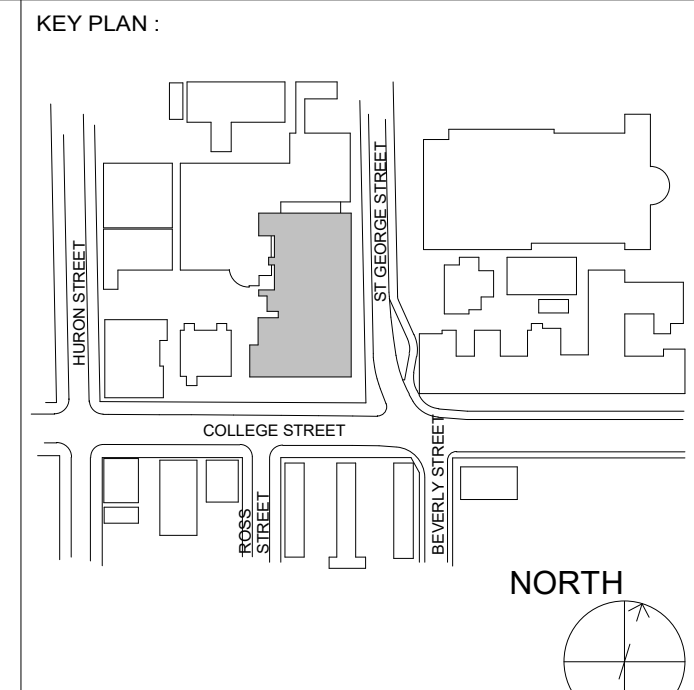 KEY PLAN :
ST GEORGE STREET
HURON STREET
COLLEGE STREET
ROSS
STREET
BEVERLY STREET
NORTH